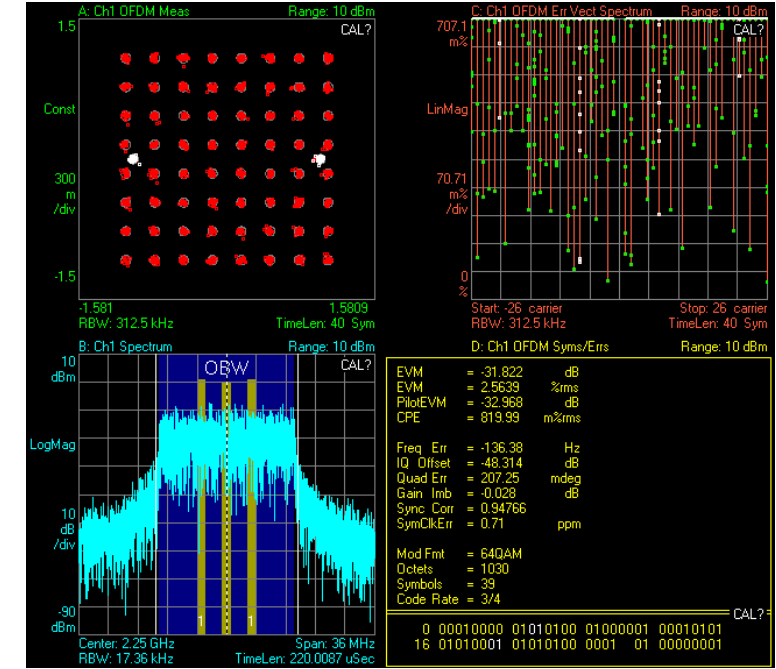 A: Ch1 OFDM Meas Range: 10 dBm
1.5
CAL?
Const
300
m
/div
-1.5
-1.581 1.5809
RBW: 312.5 kHz TimeLen: 40 Sym
C: Ch1 OFDM Err Vect Spectrum Range: 10 dBm
707.1
m%
CAL?
LinMag
70.71
m%
/div
0
%
Start: -26 carrier Stop: 26 carrier
RBW: 312.5 kHz TimeLen: 40 Sym
B: Ch1 Spectrum Range: 10 dBm
10
dBm
OBW
CAL?
LogMag
10
dB
/div
-90
dBm
1 1
Center: 2.25 GHz Span: 36 MHz
RBW: 17.36 kHz TimeLen: 220.0087 uSec
D: Ch1 OFDM Syms/Errs Range: 10 dBm
EVM = -31.822 dB
EVM = 2.5639 %rms
PilotEVM = -32.968 dB
CPE = 819.99 m%rms
Freq Err = -136.38 Hz
IQ Offset = -48.314 dB
Quad Err = 207.25 mdeg
Gain Imb = -0.028 dB
Sync Corr = 0.94766
SymClkErr = 0.71 ppm
Mod Fmt = 64QAM
Octets = 1030
Symbols = 39
Code Rate = 3/4
CAL?
0 00010000 01010100 01000001 00010101
16 01010001 01010100 0001 01 00000001